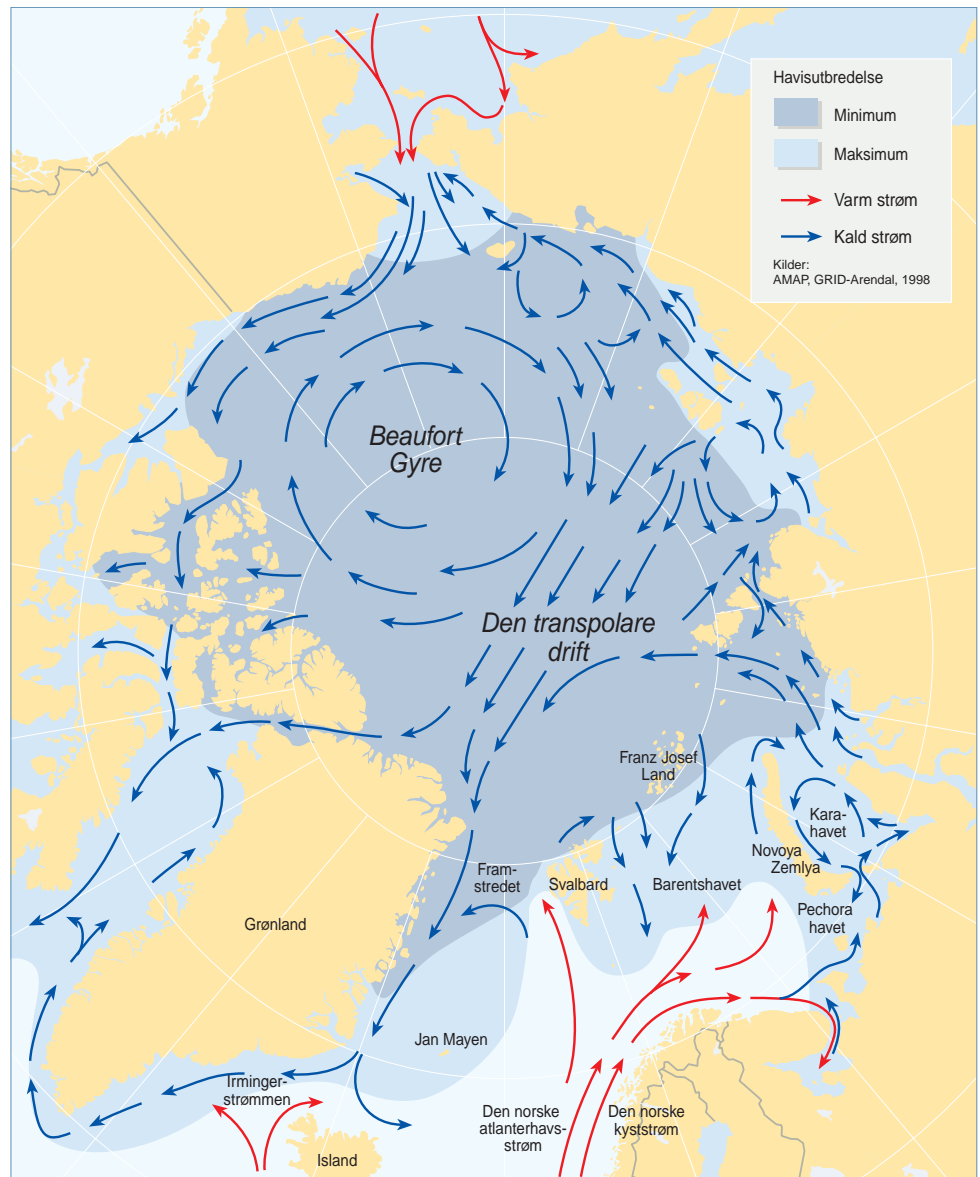 Havisutbredelse
Minimum
Maksimum
Varm strøm
Kald strøm
Kilder:
AMAP, GRID-Arendal, 1998
Beaufort
Gyre
Den transpolare
drift
Franz Josef
Land
Kara-
havet
Novoya
Zemlya
Fram-
stredet
Svalbard
Barentshavet
Pechora
havet
Grønland
Jan Mayen
Irminger-
strømmen
Den norske
atlanterhavs-
strøm
Den norske
kyststrøm
Island